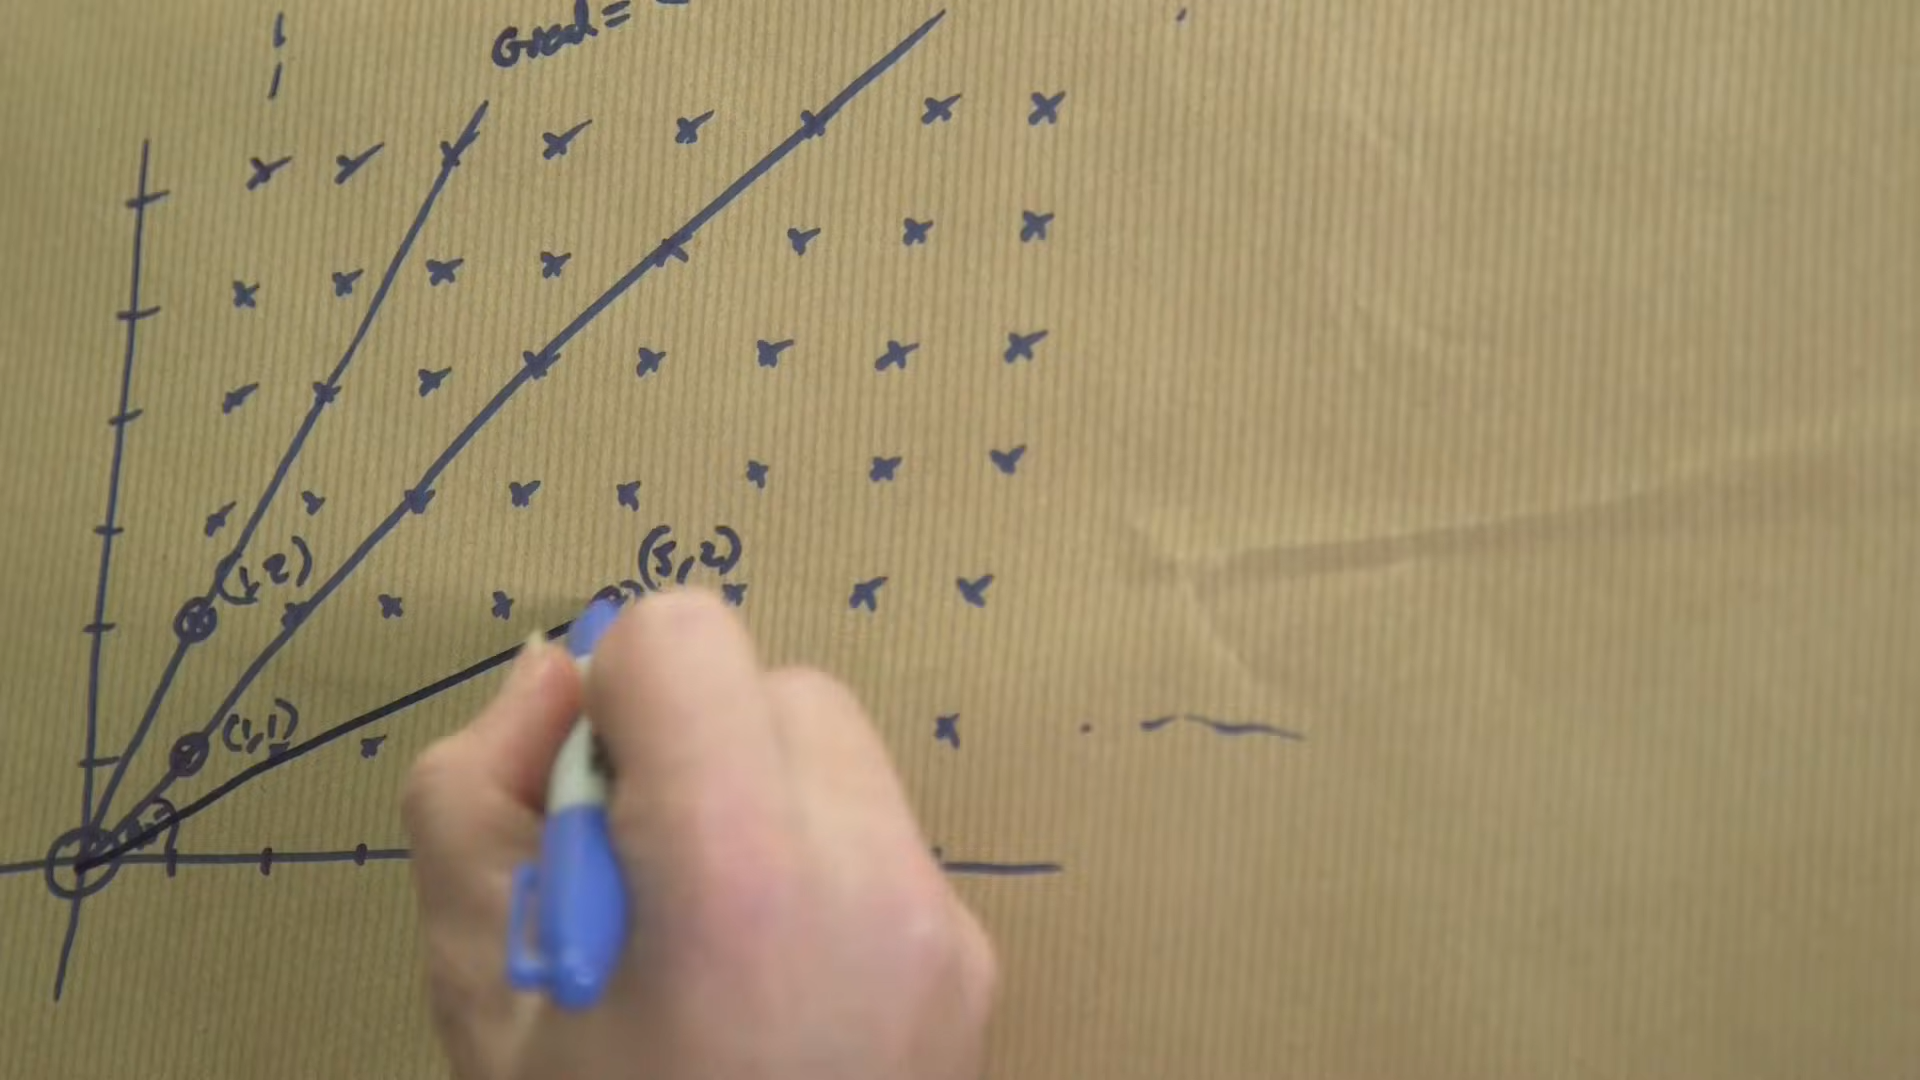 Grad =
(5,2)
(1,2)
(1,1)